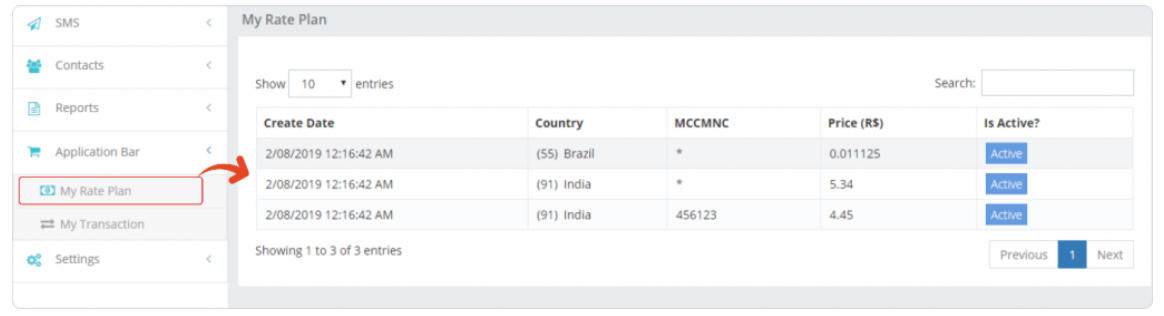 SMS
Contacts
Reports
Application Bar
My Rate Plan
My Transaction
Settings
My Rate Plan
Show 10 entries
Search:
Create Date Country MCCMNC Price (R$) Is Active?
2/08/2019 12:16:42 AM (55) Brazil * 0.011125 Active
2/08/2019 12:16:42 AM (91) India * 5.34 Active
2/08/2019 12:16:42 AM (91) India 456123 4.45 Active
Showing 1 to 3 of 3 entries
Previous 1 Next